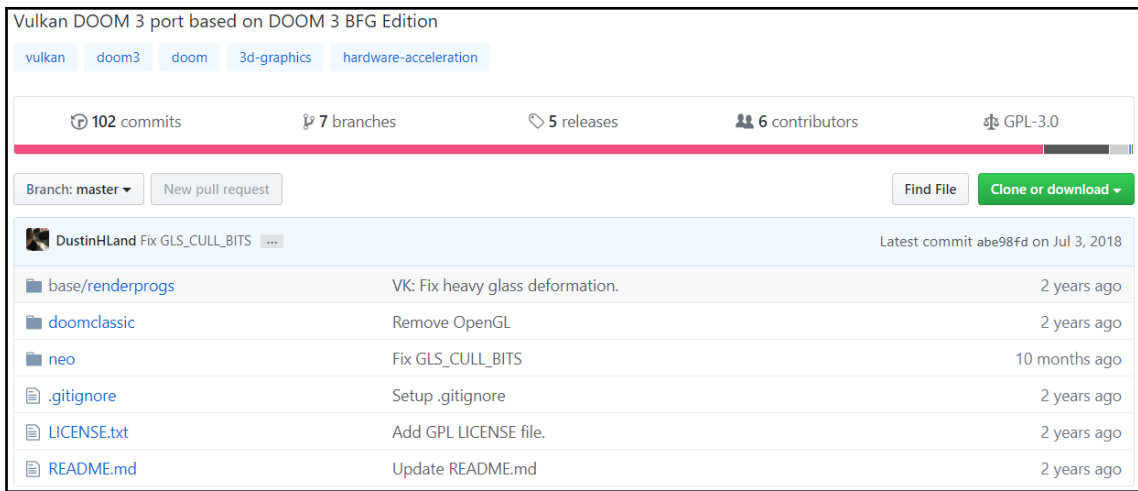 Vulkan DOOM 3 port based on DOOM 3 BFG Edition
vulkan doom3 doom 3d-graphics hardware-acceleration
102 commits 7 branches 5 releases 6 contributors GPL-3.0
Branch: master New pull request Find File Clone or download
DustinHLand Fix GLS_CULL_BITS ... Latest commit abe98fd on Jul 3, 2018
base/renderprogs VK: Fix heavy glass deformation. 2 years ago
doomclassic Remove OpenGL 2 years ago
neo Fix GLS_CULL_BITS 10 months ago
.gitignore Setup .gitignore 2 years ago
LICENSE.txt Add GPL LICENSE file. 2 years ago
README.md Update README.md 2 years ago